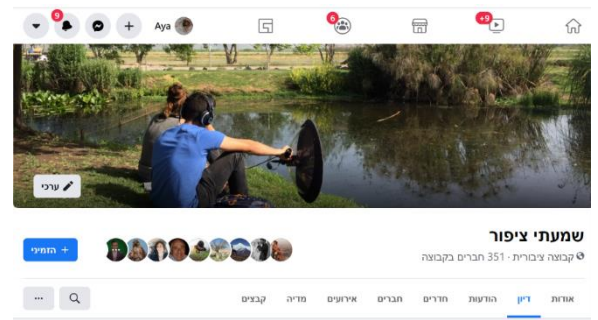 9
Aya
6
9+
ערכי
שמעתי ציפור
קבוצה ציבורית · 351 חברים בקבוצה
+ הזמיני
אודות דיון הודעות חדרים חברים אירועים מדיה קבצים